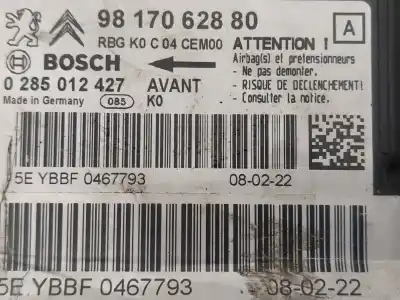 98 170 628 80
A
RBG K0 C 04 CEM00
ATTENTION !
BOSCH
Airbag(s) et pretensionneurs
- Ne pas demonter.
- RISQUE DE DECLENCHEMENT!
- Consulter la notice.
0 285 012 427
AVANT
Made in Germany
085
K0
5E YBBF 0467793
08-02-22
5E YBBF 0467793
08-02-22